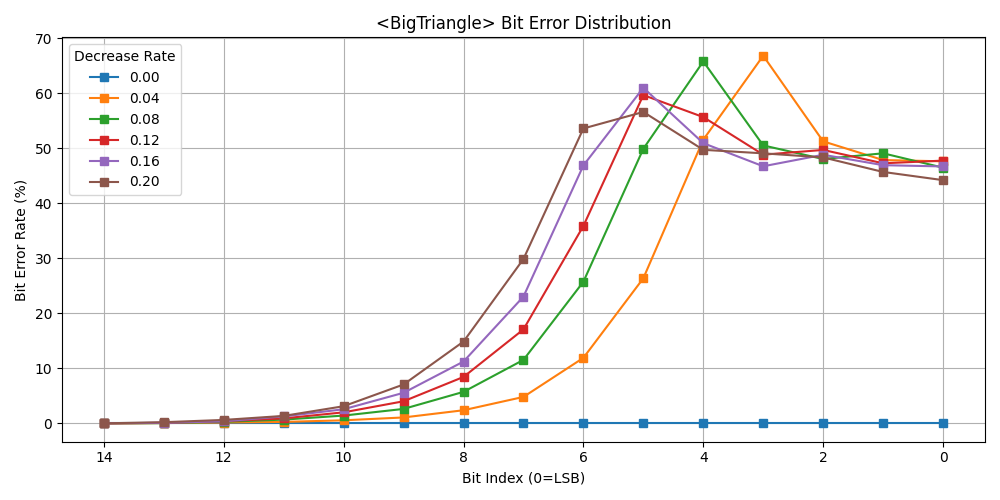 <BigTriangle> Bit Error Distribution
Bit Error Rate (%)
70
60
50
40
30
20
10
0
Decrease Rate
0.00
0.04
0.08
0.12
0.16
0.20
14 12 10 8 6 4 2 0
Bit Index (0=LSB)